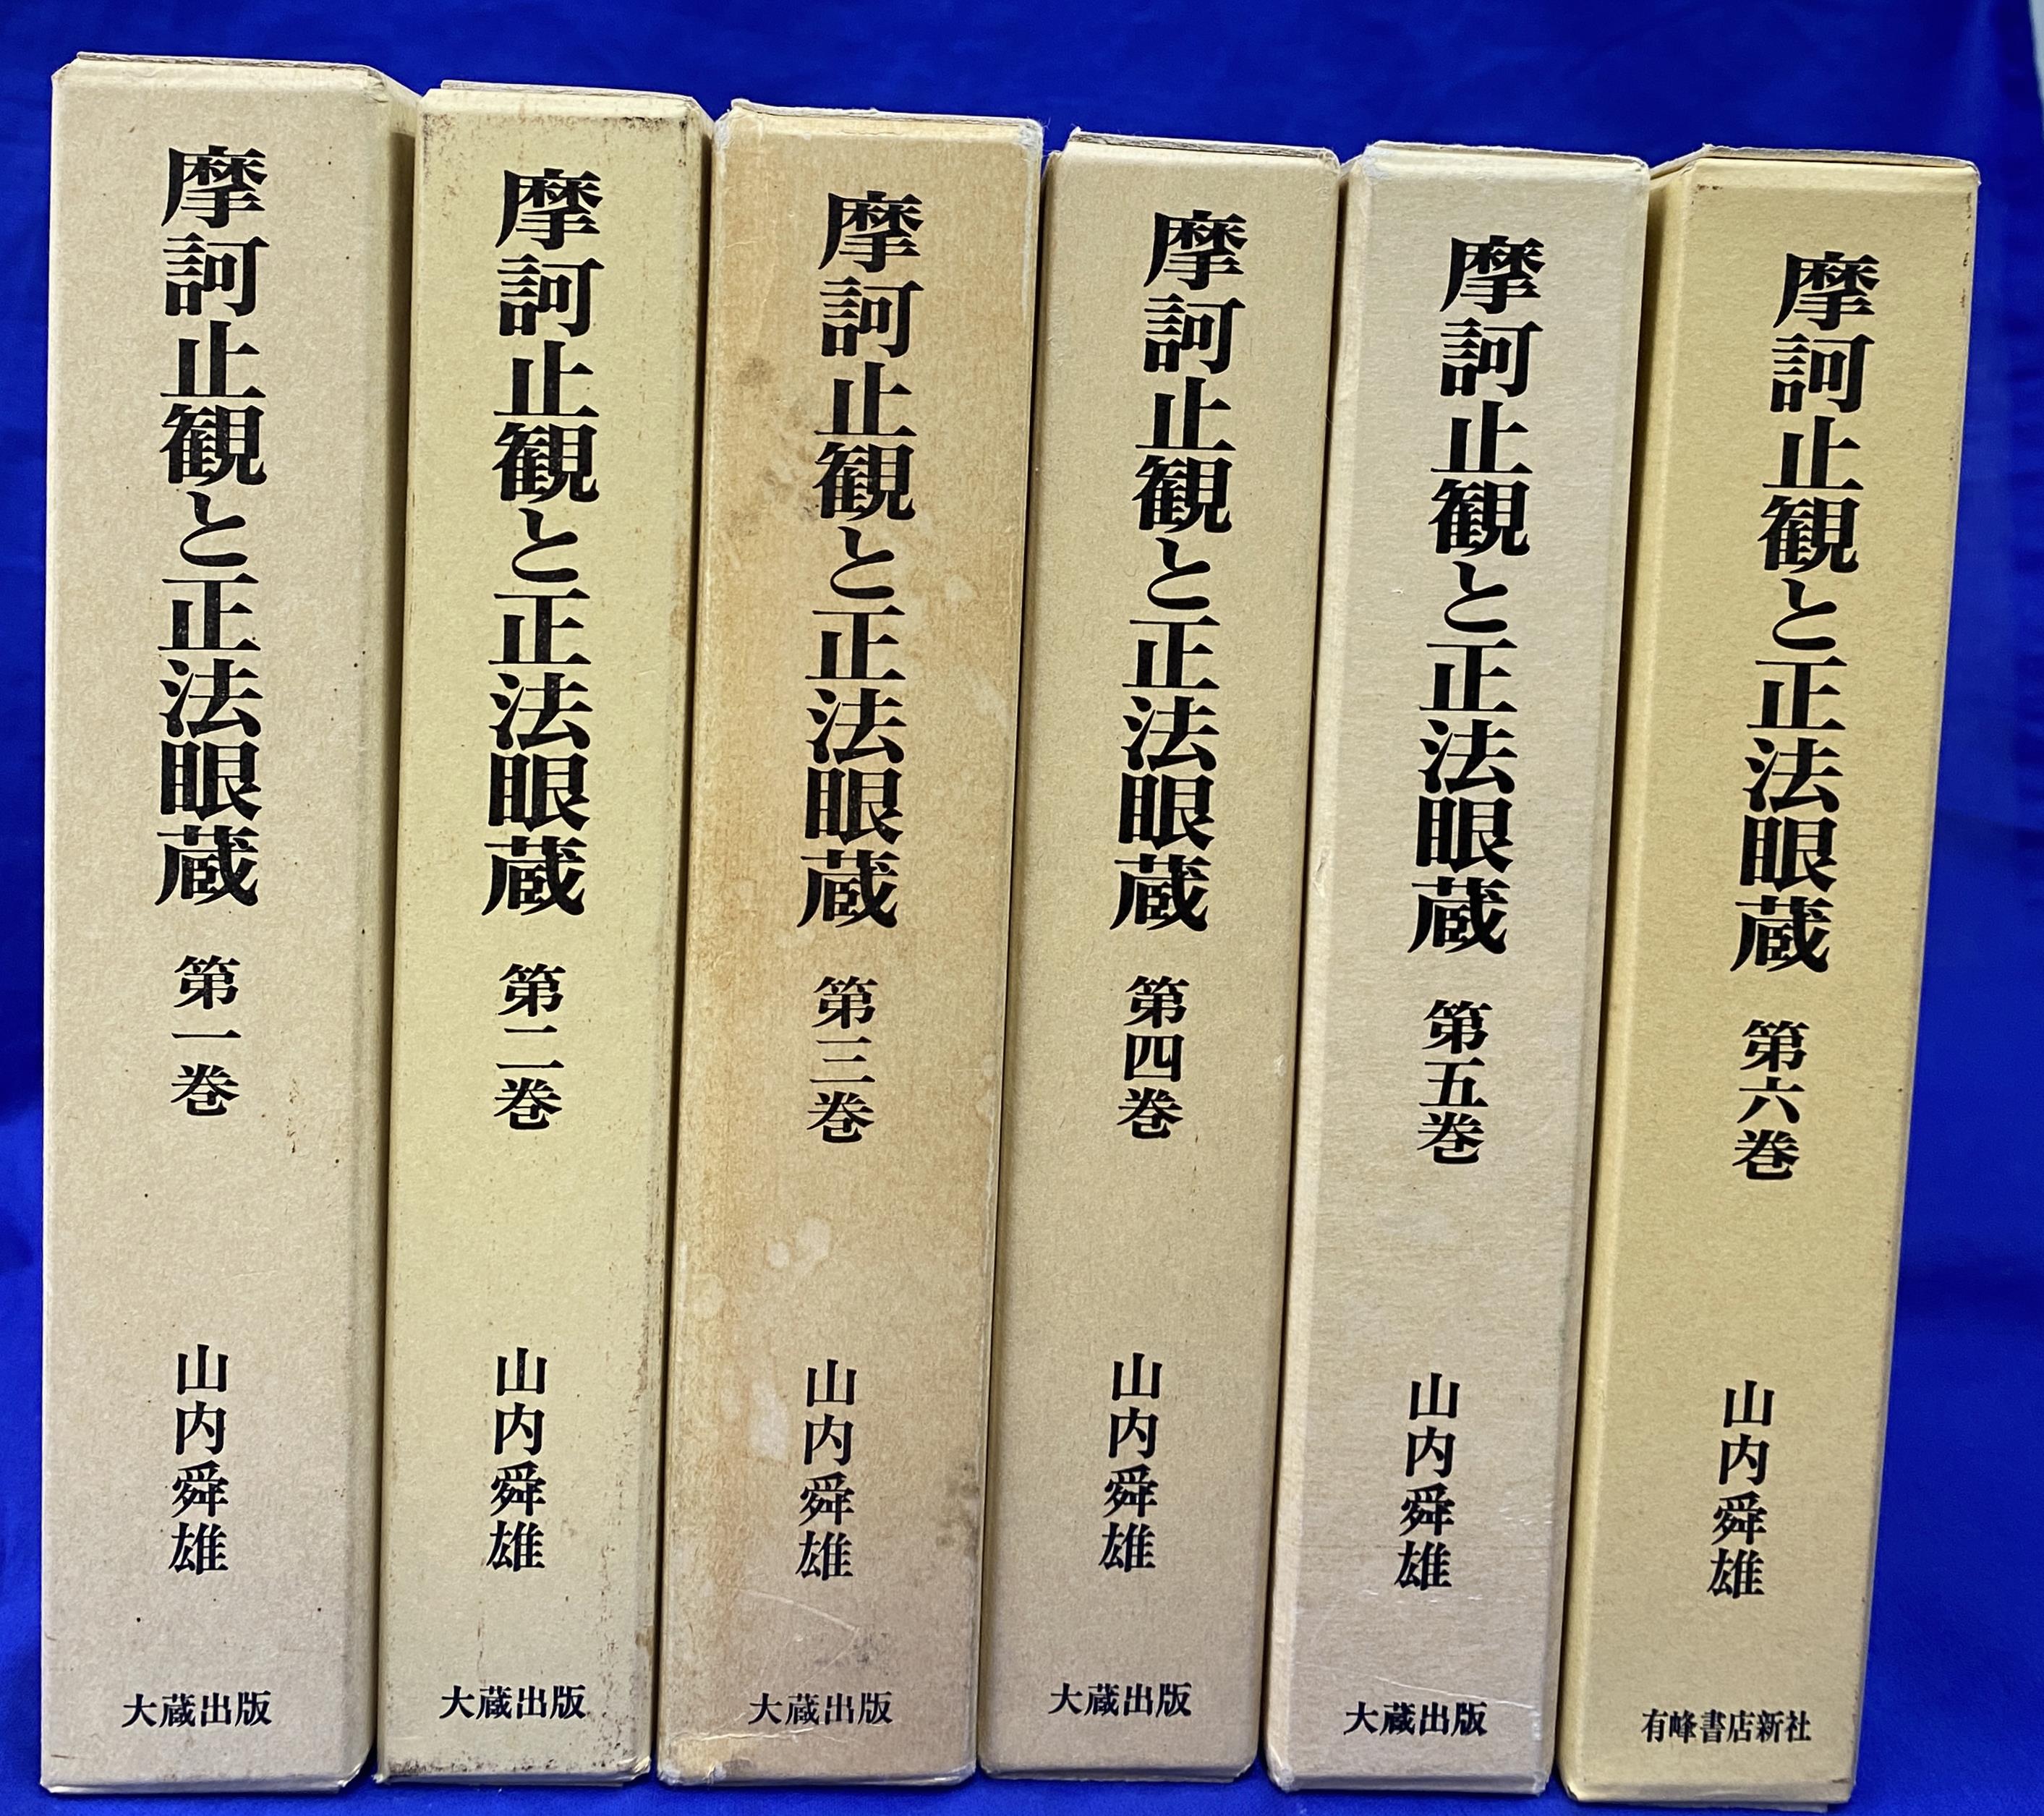 摩訶止観と正法眼蔵 第一巻
山内舜雄
大蔵出版
摩訶止観と正法眼蔵 第二巻
山内舜雄
大蔵出版
摩訶止観と正法眼蔵 第三巻
山内舜雄
大蔵出版
摩訶止観と正法眼蔵 第四巻
山内舜雄
大蔵出版
摩訶止観と正法眼蔵 第五巻
山内舜雄
大蔵出版
摩訶止観と正法眼蔵 第六巻
山内舜雄
有峰書店新社